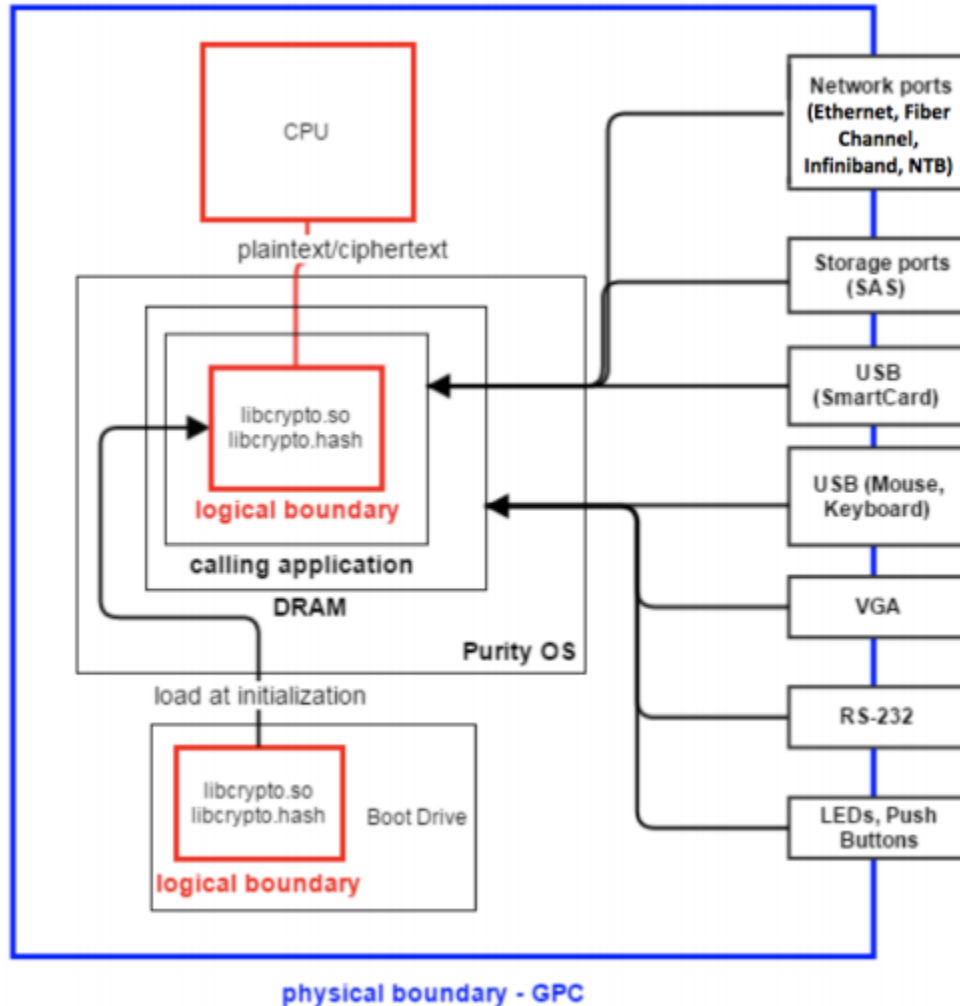 CPU
plaintext/ciphertext
libcrypto.so
libcrypto.hash
logical boundary
calling application
DRAM
Purity OS
load at initialization
libcrypto.so
libcrypto.hash
Boot Drive
logical boundary
Network ports
(Ethernet, Fiber
Channel,
Infiniband, NTB)
Storage ports
(SAS)
USB
(SmartCard)
USB (Mouse,
Keyboard)
VGA
RS-232
LEDs, Push
Buttons
physical boundary - GPC